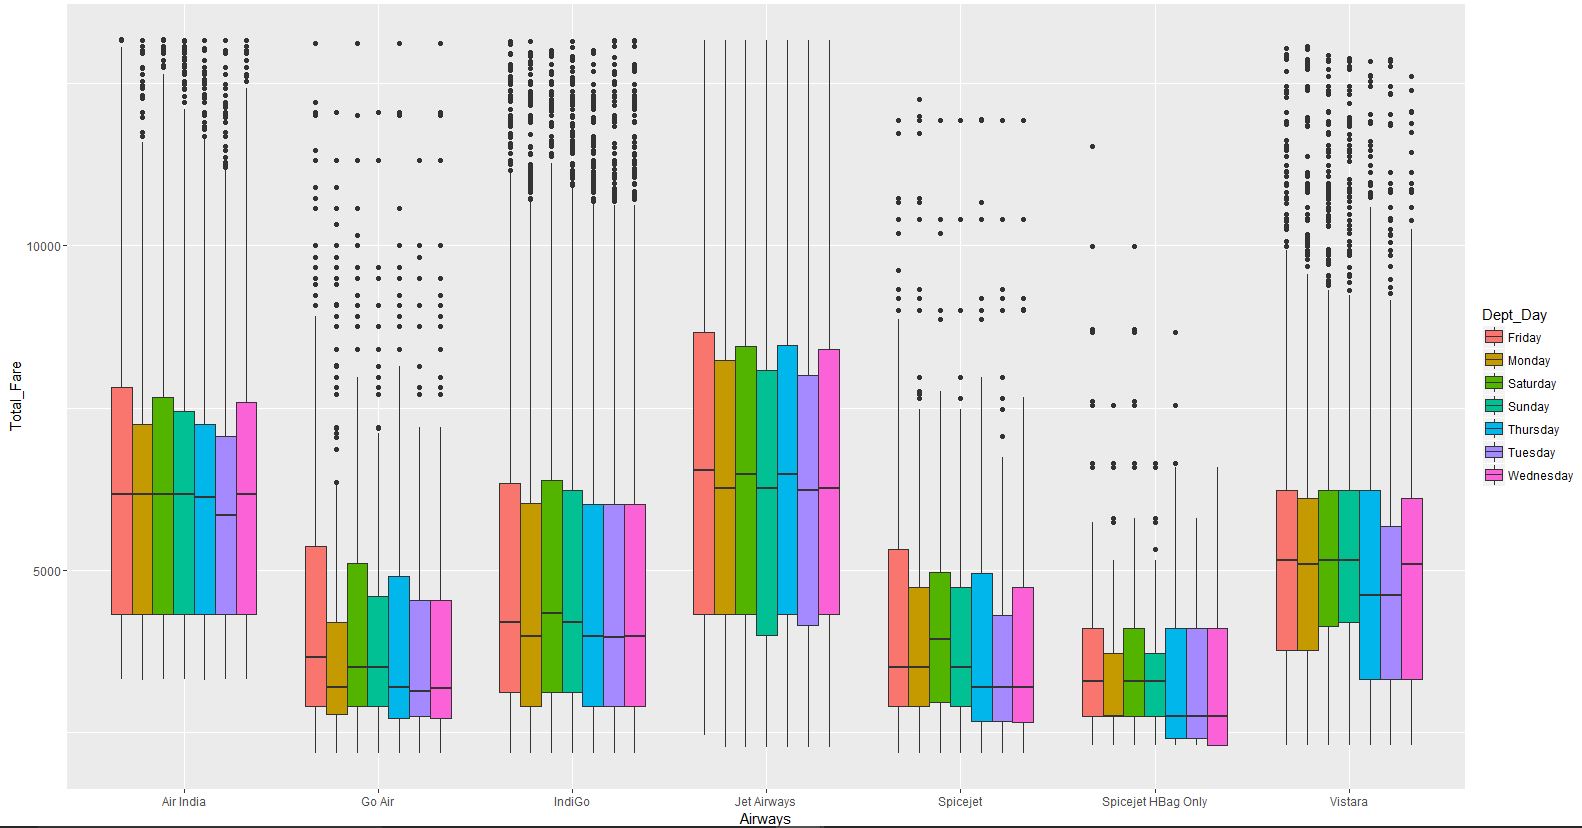 Total_Fare
10000
5000
Air India
Go Air
IndiGo
Jet Airways
Spicejet
Spicejet HBag Only
Vistara
Airways
Dept_Day
Friday
Monday
Saturday
Sunday
Thursday
Tuesday
Wednesday